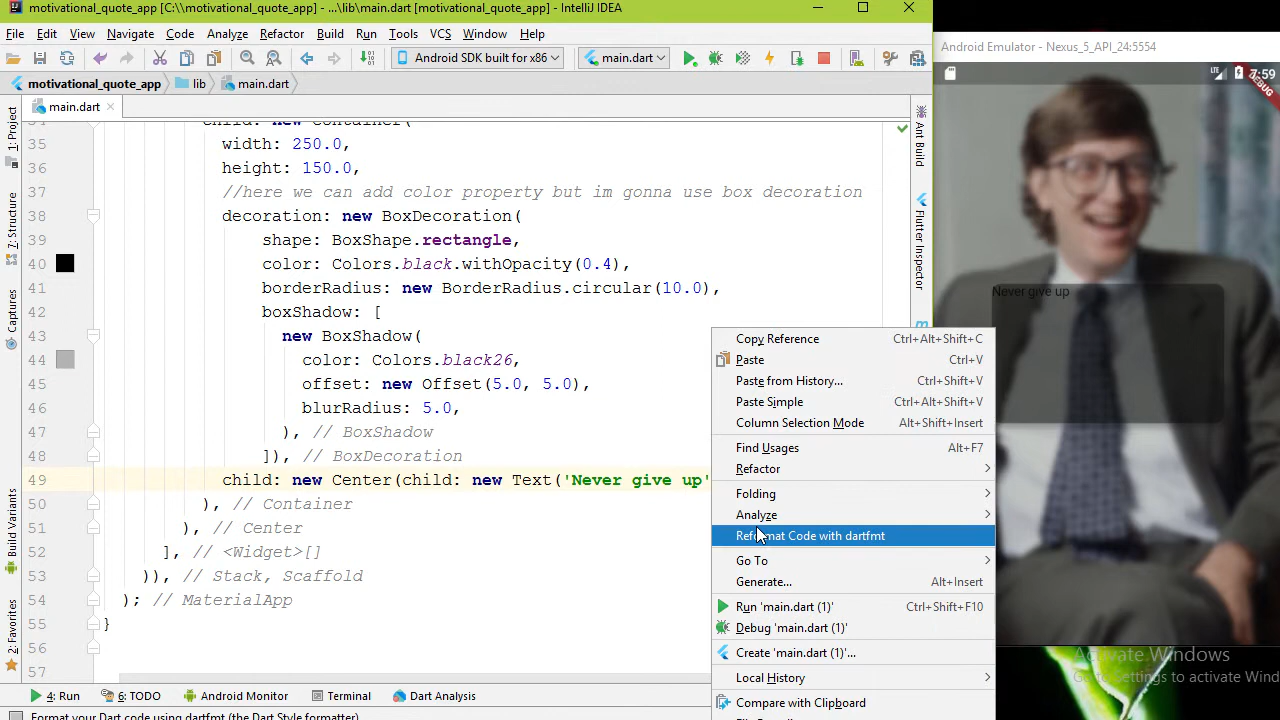 motivational_quote_app [C:\\motivational_quote_app] - ...\lib\main.dart [motivational_quote_app] - IntelliJ IDEA
File Edit View Navigate Code Analyze Refactor Build Run Tools VCS Window Help
Android SDK built for x86 main.dart
motivational_quote_app lib main.dart
main.dart
child: new Container(
35 width: 250.0,
36 height: 150.0,
37 //here we can add color property but im gonna use box decoration
38 decoration: new BoxDecoration(
39 shape: BoxShape.rectangle,
40 color: Colors.black.withOpacity(0.4),
41 borderRadius: new BorderRadius.circular(10.0),
42 boxShadow: [
43 new BoxShadow(
44 color: Colors.black26,
45 offset: new Offset(5.0, 5.0),
46 blurRadius: 5.0,
47 ), // BoxShadow
48 ]), // BoxDecoration
49 child: new Center(child: new Text('Never give up'
50 ), // Container
51 ), // Center
52 ], // <Widget>[]
53 )), // Stack, Scaffold
54 ); // MaterialApp
55 }
56
57
1: Project
7: Structure
Captures
Build Variants
2: Favorites
Ant Build
Flutter Inspector
Copy Reference Ctrl+Alt+Shift+C
Paste Ctrl+V
Paste from History... Ctrl+Shift+V
Paste Simple Ctrl+Alt+Shift+V
Column Selection Mode Alt+Shift+Insert
Find Usages Alt+F7
Refactor
Folding
Analyze
Reformat Code with dartfmt
Go To
Generate... Alt+Insert
Run 'main.dart (1)' Ctrl+Shift+F10
Debug 'main.dart (1)'
Create 'main.dart (1)'...
Local History
Compare with Clipboard
4: Run 6: TODO Android Monitor Terminal Dart Analysis
Format your Dart code using dartfmt (the Dart Style formatter)
Android Emulator - Nexus_5_API_24:5554
LTE 7:59
DEBUG
Never give up
Activate Windows
Go to Settings to activate Wind